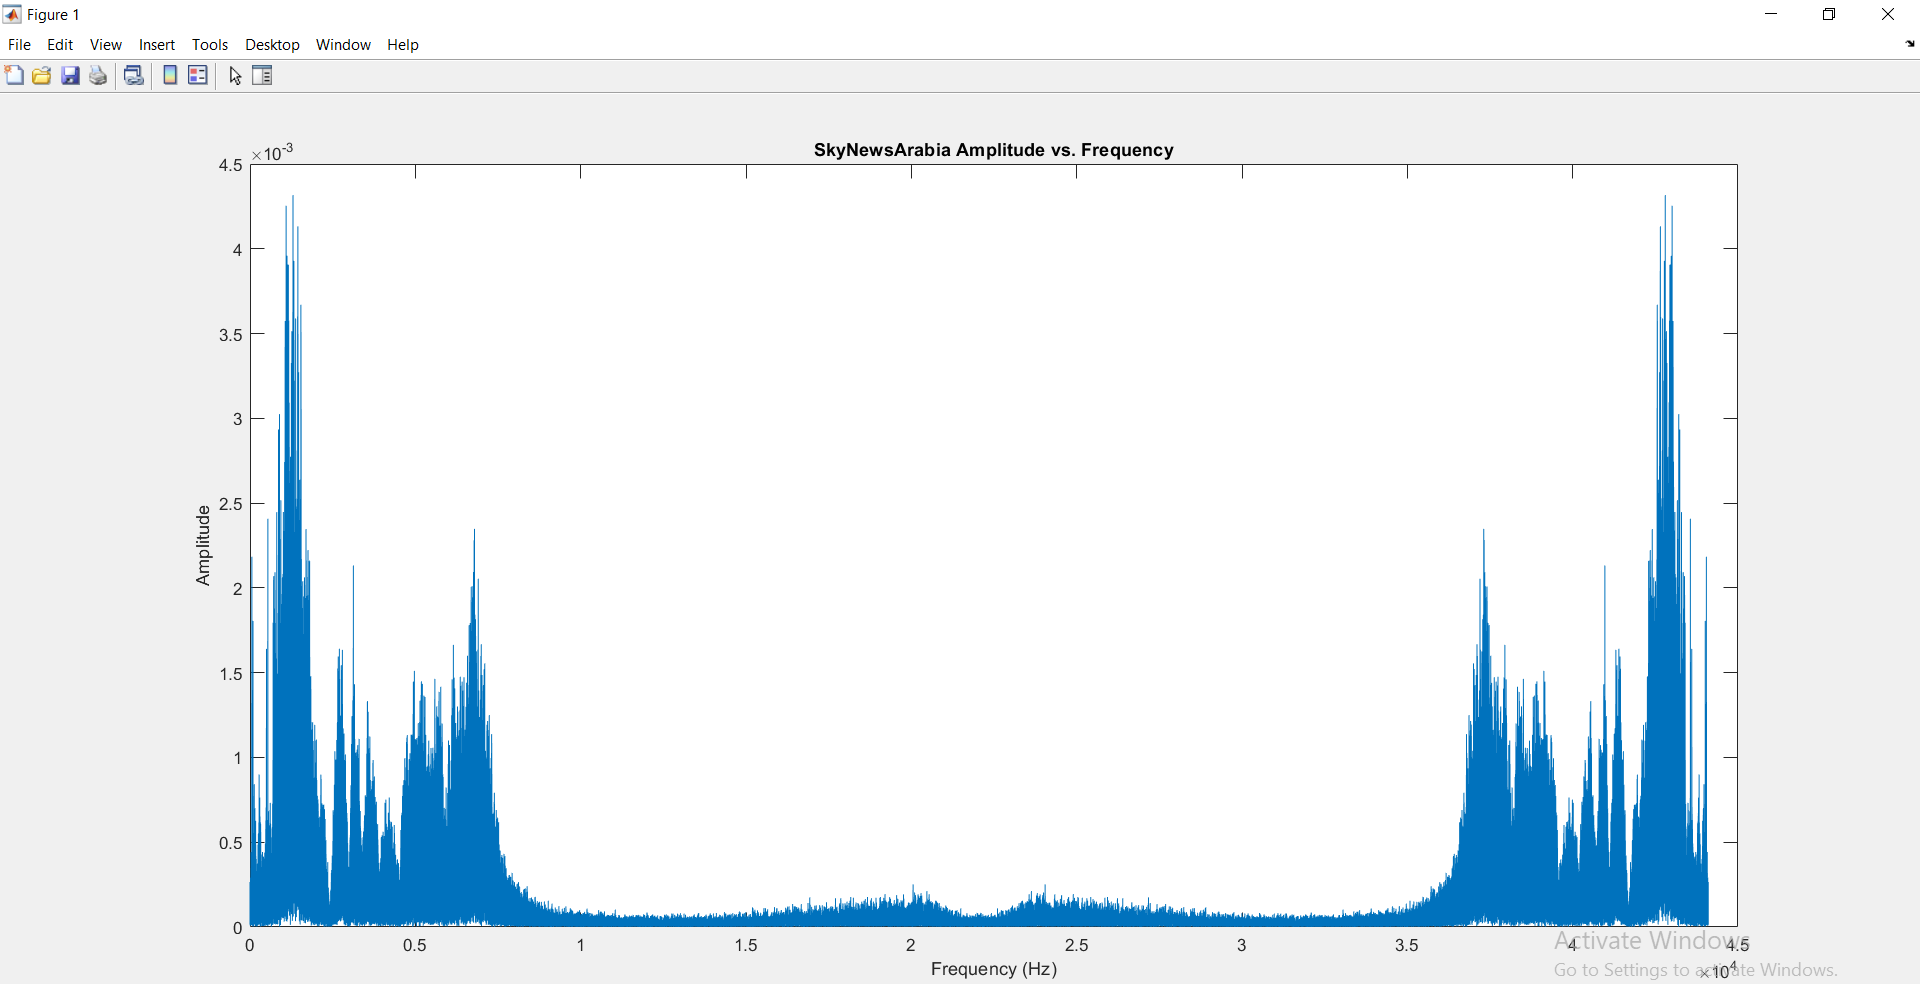 Figure 1
File Edit View Insert Tools Desktop Window Help
SkyNewsArabia Amplitude vs. Frequency
×10-3
4.5
4
3.5
3
2.5
2
1.5
1
0.5
0
Amplitude
0 0.5 1 1.5 2 2.5 3 3.5 4 4.5
×104
Frequency (Hz)
Activate Windows
Go to Settings to activate Windows.